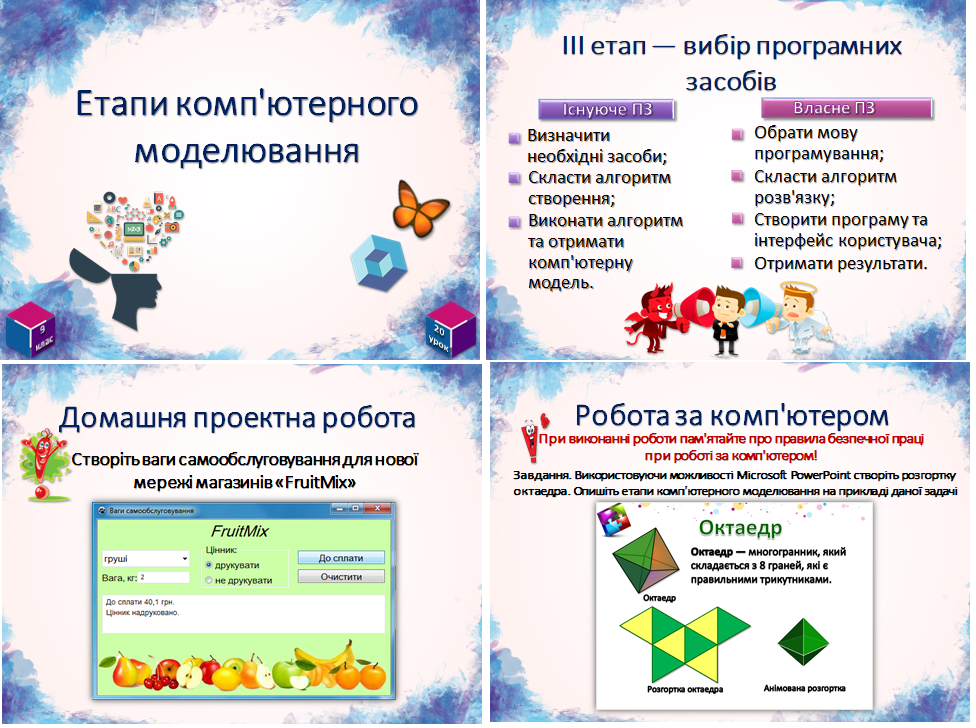 Етапи комп'ютерного
моделювання
9
клас
20
урок
ІІІ етап — вибір програмних
засобів
Існуюче ПЗ
Визначити
необхідні засоби;
Скласти алгоритм
створення;
Виконати алгоритм
та отримати
комп'ютерну
модель.
Власне ПЗ
Обрати мову
програмування;
Скласти алгоритм
розв'язку;
Створити програму та
інтерфейс користувача;
Отримати результати.
Домашня проектна робота
Створіть ваги самообслуговування для нової
мережі магазинів «FruitMix»
Ваги самообслуговування
FruitMix
груші
Вага, кг: 2
Цінник:
друкувати
не друкувати
До сплати
Очистити
До сплати 40,1 грн.
Цінник надруковано.
Робота за комп'ютером
При виконанні роботи пам'ятайте про правила безпечної праці
при роботі за комп'ютером!
Завдання. Використовуючи можливості Microsoft PowerPoint створіть розгортку
октаедра. Опишіть етапи комп'ютерного моделювання на прикладі даної задачі
Октаедр
Октаедр — многогранник, який
складається з 8 граней, які є
правильними трикутниками.
Октаедр
Розгортка октаедра
Анімована розгортка